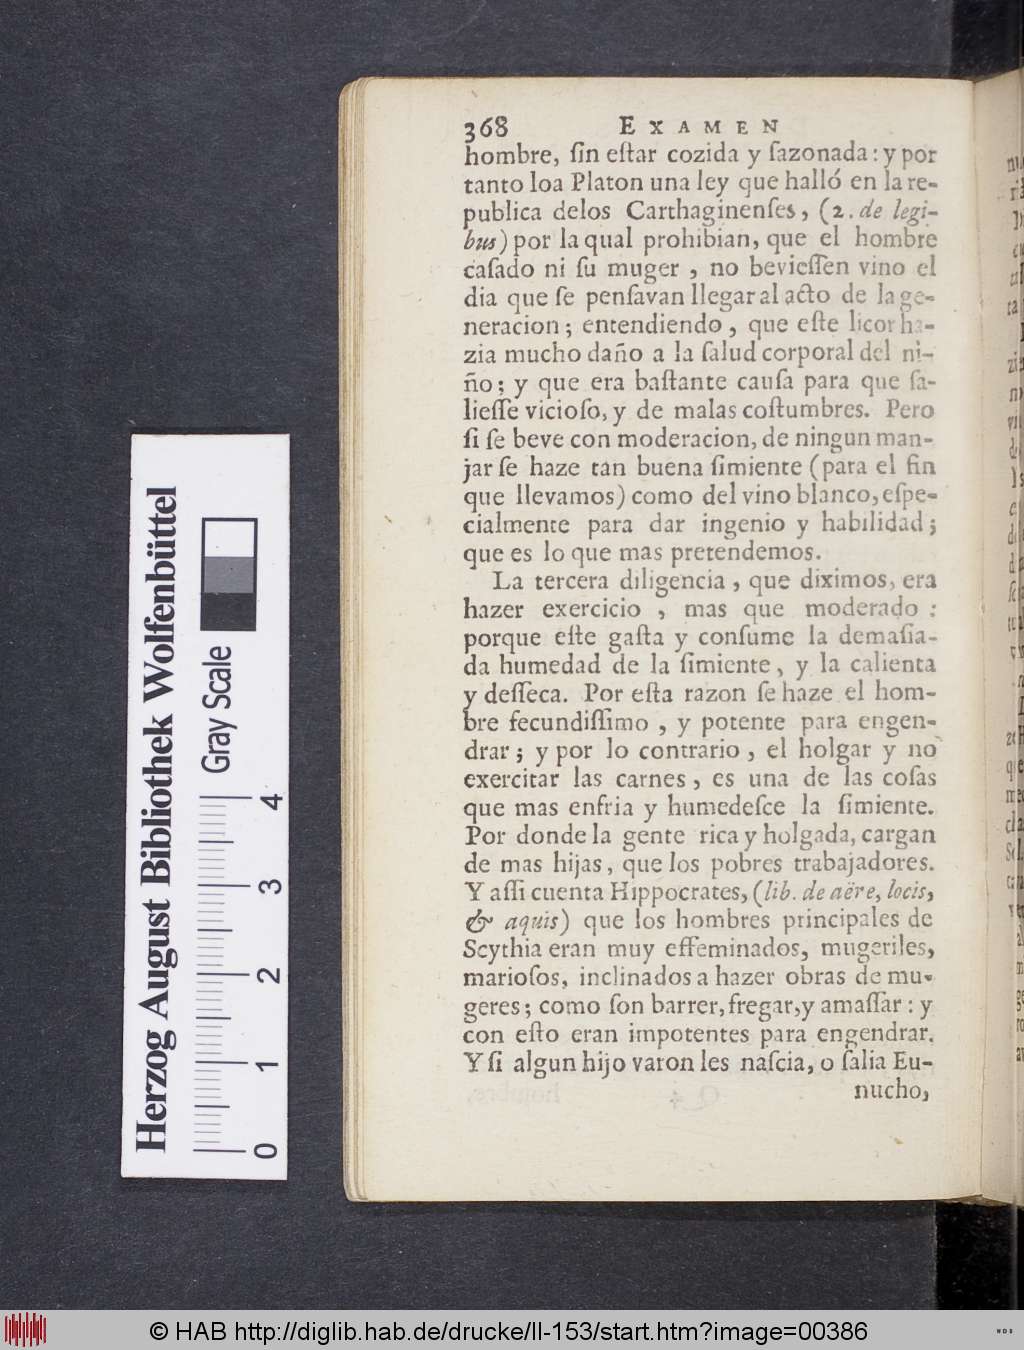 368 EXAMEN
hombre, ſin eſtar cozida y ſazonada: y por
tanto loa Platon una ley que halló en la re-
publica delos Carthaginenſes, (2. de legi-
bus) por la qual prohibian, que el hombre
caſado ni ſu muger, no bevieſſen vino el
dia que ſe penſavan llegar al acto de la ge-
neracion; entendiendo, que eſte licor ha-
zia mucho daño a la ſalud corporal del ni-
ño; y que era baſtante cauſa para que ſa-
lieſſe vicioſo, y de malas coſtumbres. Pero
ſi ſe beve con moderacion, de ningun man-
jar ſe haze tan buena ſimiente (para el fin
que llevamos) como del vino blanco, eſpe-
cialmente para dar ingenio y habilidad;
que es lo que mas pretendemos.
La tercera diligencia, que diximos, era
hazer exercicio, mas que moderado:
porque eſte gaſta y conſume la demaſia-
da humedad de la ſimiente, y la calienta
y deſſeca. Por eſta razon ſe haze el hom-
bre fecundiſſimo, y potente para engen-
drar; y por lo contrario, el holgar y no
exercitar las carnes, es una de las coſas
que mas enfria y humedeſce la ſimiente.
Por donde la gente rica y holgada, cargan
de mas hijas, que los pobres trabajadores.
Y aſſi cuenta Hippocrates, (lib. de aëre, locis,
& aquis) que los hombres principales de
Scythia eran muy effeminados, mugeriles,
marioſos, inclinados a hazer obras de mu-
geres; como ſon barrer, fregar, y amaſſar: y
con eſto eran impotentes para engendrar.
Y ſi algun hijo varon les naſcia, o ſalia Eu-
nucho,
Herzog August Bibliothek Wolfenbüttel
Gray Scale
0 1 2 3 4
© HAB http://diglib.hab.de/drucke/ll-153/start.htm?image=00386